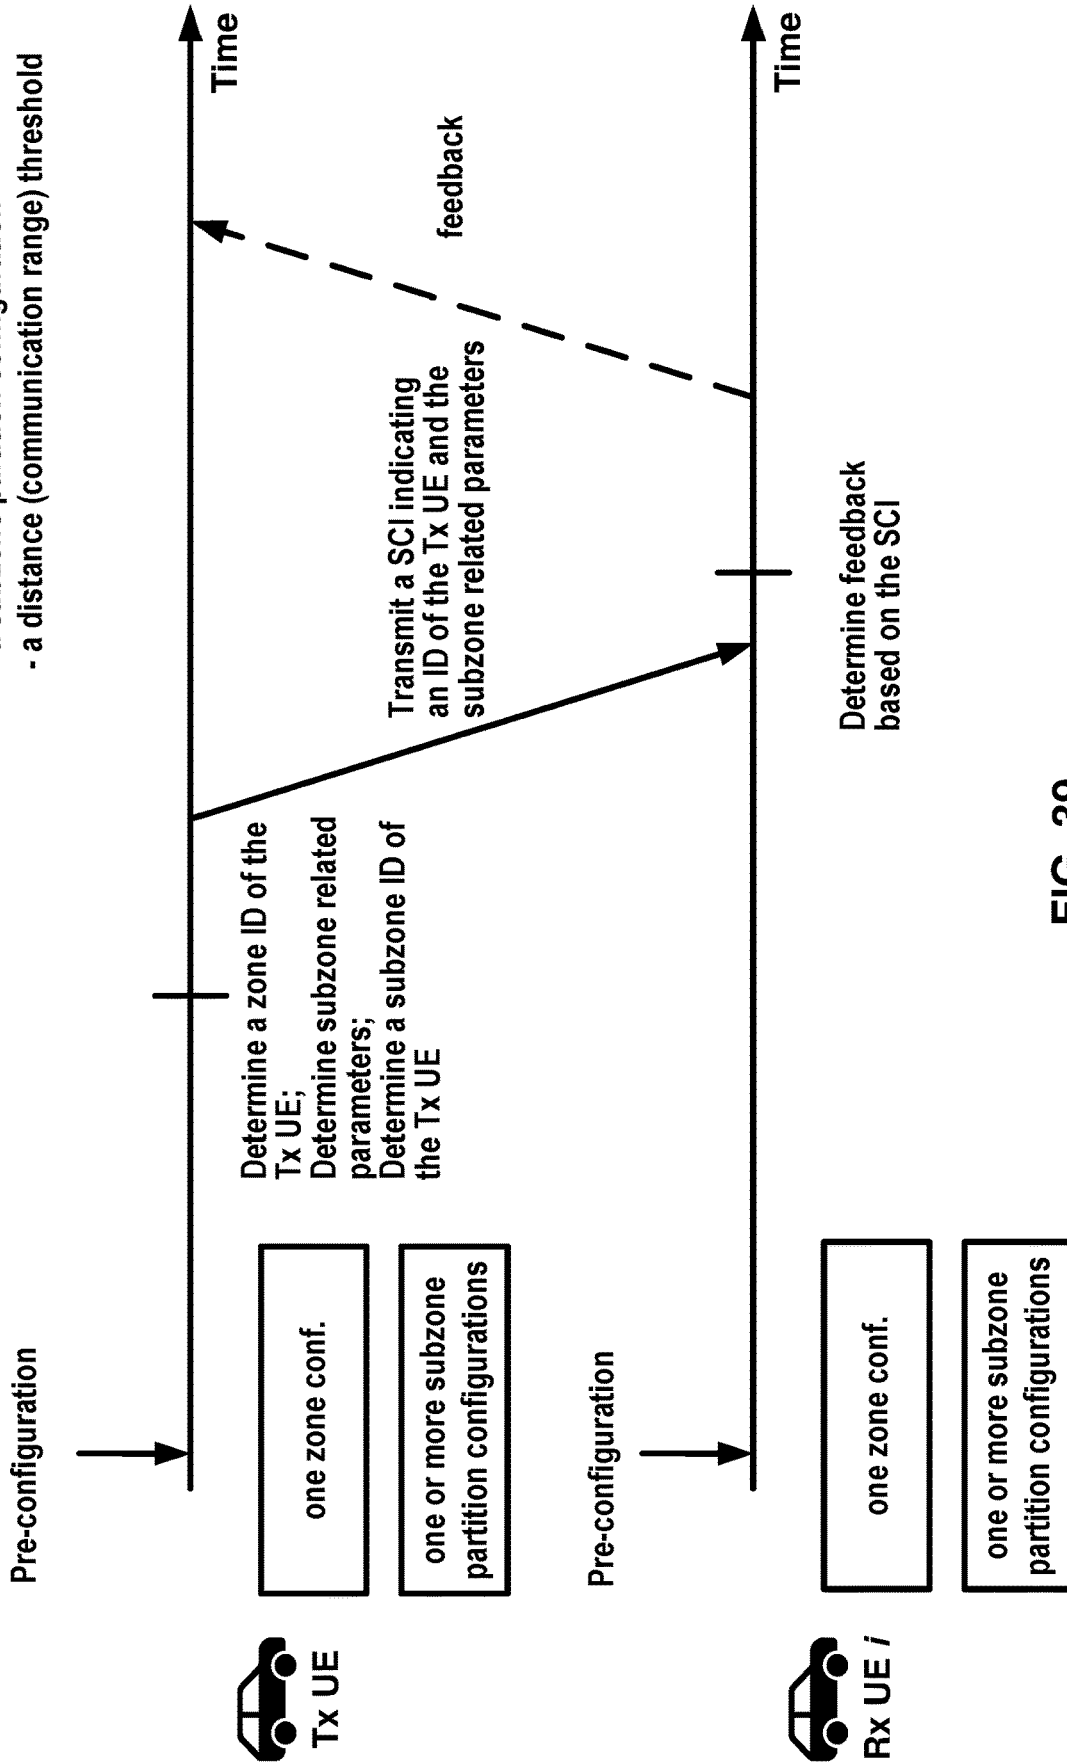 - a distance (communication range) threshold
Pre-configuration
Time
Tx UE
one zone conf.
one or more subzone
partition configurations
Determine a zone ID of the
Tx UE;
Determine subzone related
parameters;
Determine a subzone ID of
the Tx UE
Transmit a SCI indicating
an ID of the Tx UE and the
subzone related parameters
feedback
Pre-configuration
Time
Rx UE i
one zone conf.
one or more subzone
partition configurations
Determine feedback
based on the SCI